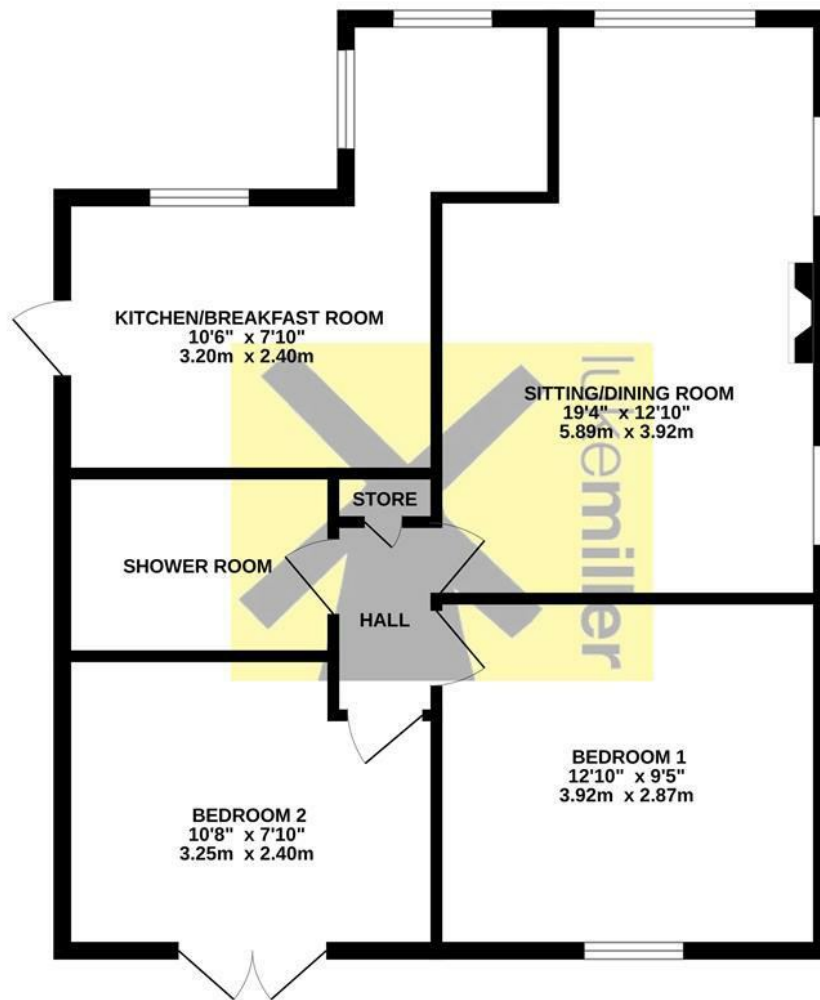 KITCHEN/BREAKFAST ROOM
10'6" x 7'10"
3.20m x 2.40m
SITTING/DINING ROOM
19'4" x 12'10"
5.89m x 3.92m
lukemiller
STORE
SHOWER ROOM
HALL
BEDROOM 1
12'10" x 9'5"
3.92m x 2.87m
BEDROOM 2
10'8" x 7'10"
3.25m x 2.40m